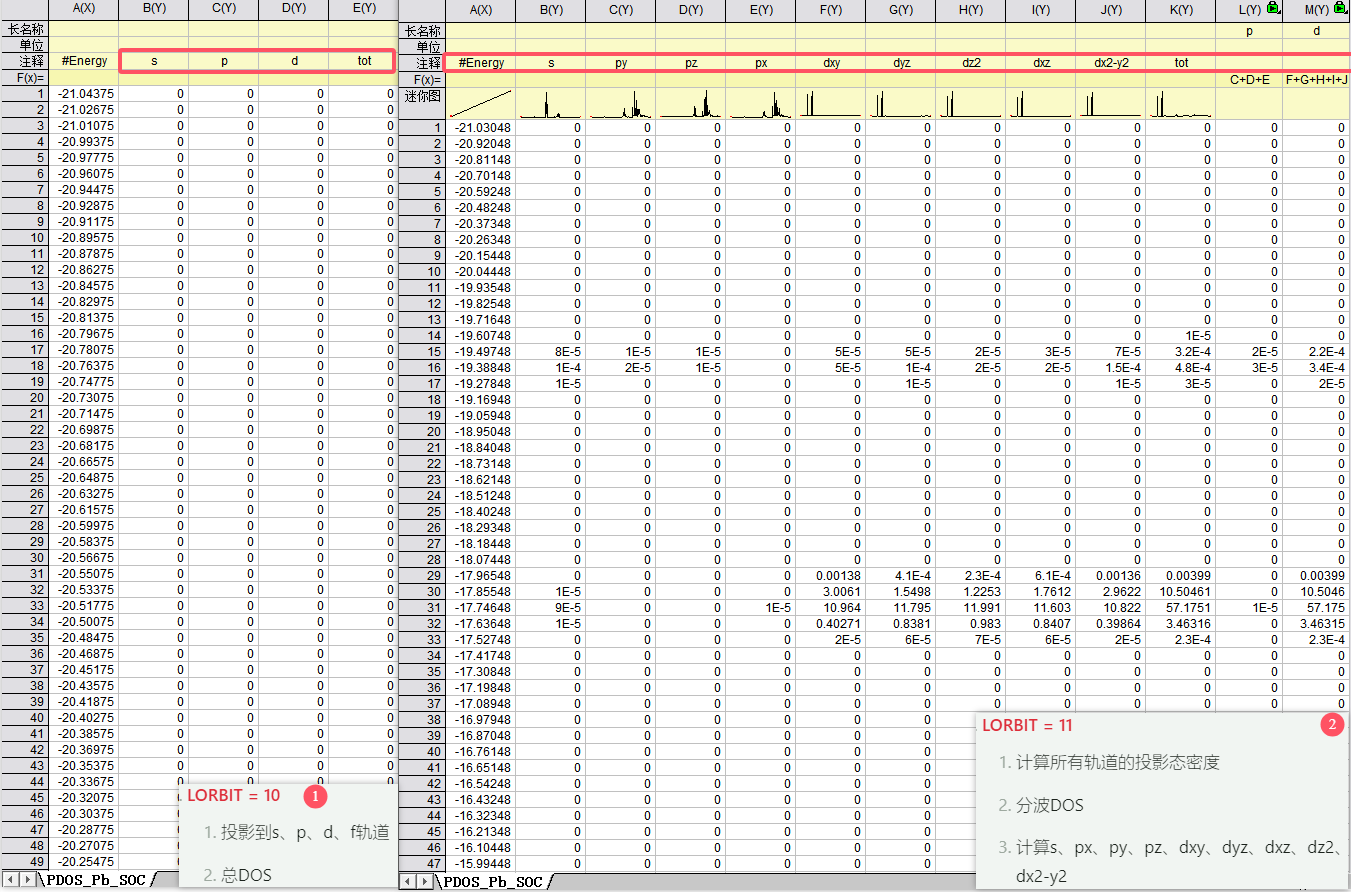 A(X) B(Y) C(Y) D(Y) E(Y)
长名称
单位
注释 #Energy s p d tot
F(x)=
1 -21.04375 0 0 0 0
2 -21.02675 0 0 0 0
3 -21.01075 0 0 0 0
4 -20.99375 0 0 0 0
5 -20.97775 0 0 0 0
6 -20.96075 0 0 0 0
7 -20.94475 0 0 0 0
8 -20.92875 0 0 0 0
9 -20.91175 0 0 0 0
10 -20.89575 0 0 0 0
11 -20.87875 0 0 0 0
12 -20.86275 0 0 0 0
13 -20.84575 0 0 0 0
14 -20.82975 0 0 0 0
15 -20.81375 0 0 0 0
16 -20.79675 0 0 0 0
17 -20.78075 0 0 0 0
18 -20.76375 0 0 0 0
19 -20.74775 0 0 0 0
20 -20.73075 0 0 0 0
21 -20.71475 0 0 0 0
22 -20.69875 0 0 0 0
23 -20.68175 0 0 0 0
24 -20.66575 0 0 0 0
25 -20.64875 0 0 0 0
26 -20.63275 0 0 0 0
27 -20.61575 0 0 0 0
28 -20.59975 0 0 0 0
29 -20.58375 0 0 0 0
30 -20.56675 0 0 0 0
31 -20.55075 0 0 0 0
32 -20.53375 0 0 0 0
33 -20.51775 0 0 0 0
34 -20.50075 0 0 0 0
35 -20.48475 0 0 0 0
36 -20.46875 0 0 0 0
37 -20.45175 0 0 0 0
38 -20.43575 0 0 0 0
39 -20.41875 0 0 0 0
40 -20.40275 0 0 0 0
41 -20.38575 0 0 0 0
42 -20.36975 0 0 0 0
43 -20.35375 0 0 0 0
44 -20.33675 0 0 0 0
45 -20.32075
46 -20.30375
47 -20.28775
48 -20.27075
49 -20.25475
LORBIT = 10 1
1. 投影到s、p、d、f轨道
2. 总DOS
PDOS_Pb_SOC
A(X) B(Y) C(Y) D(Y) E(Y) F(Y) G(Y) H(Y) I(Y) J(Y) K(Y) L(Y) M(Y)
长名称 p d
单位
注释 #Energy s py pz px dxy dyz dz2 dxz dx2-y2 tot
F(x)= C+D+E F+G+H+I+J
迷你图
1 -21.03048 0 0 0 0 0 0 0 0 0 0 0 0
2 -20.92048 0 0 0 0 0 0 0 0 0 0 0 0
3 -20.81148 0 0 0 0 0 0 0 0 0 0 0 0
4 -20.70148 0 0 0 0 0 0 0 0 0 0 0 0
5 -20.59248 0 0 0 0 0 0 0 0 0 0 0 0
6 -20.48248 0 0 0 0 0 0 0 0 0 0 0 0
7 -20.37348 0 0 0 0 0 0 0 0 0 0 0 0
8 -20.26348 0 0 0 0 0 0 0 0 0 0 0 0
9 -20.15448 0 0 0 0 0 0 0 0 0 0 0 0
10 -20.04448 0 0 0 0 0 0 0 0 0 0 0 0
11 -19.93548 0 0 0 0 0 0 0 0 0 0 0 0
12 -19.82548 0 0 0 0 0 0 0 0 0 0 0 0
13 -19.71648 0 0 0 0 0 0 0 0 0 0 0 0
14 -19.60748 0 0 0 0 0 0 0 0 0 1E-5 0 0
15 -19.49748 8E-5 1E-5 1E-5 0 5E-5 5E-5 2E-5 3E-5 7E-5 3.2E-4 2E-5 2.2E-4
16 -19.38848 1E-4 2E-5 1E-5 0 5E-5 1E-4 2E-5 2E-5 1.5E-4 4.8E-4 3E-5 3.4E-4
17 -19.27848 1E-5 0 0 0 0 1E-5 0 0 1E-5 3E-5 0 2E-5
18 -19.16948 0 0 0 0 0 0 0 0 0 0 0 0
19 -19.05948 0 0 0 0 0 0 0 0 0 0 0 0
20 -18.95048 0 0 0 0 0 0 0 0 0 0 0 0
21 -18.84048 0 0 0 0 0 0 0 0 0 0 0 0
22 -18.73148 0 0 0 0 0 0 0 0 0 0 0 0
23 -18.62148 0 0 0 0 0 0 0 0 0 0 0 0
24 -18.51248 0 0 0 0 0 0 0 0 0 0 0 0
25 -18.40248 0 0 0 0 0 0 0 0 0 0 0 0
26 -18.29348 0 0 0 0 0 0 0 0 0 0 0 0
27 -18.18448 0 0 0 0 0 0 0 0 0 0 0 0
28 -18.07448 0 0 0 0 0 0 0 0 0 0 0 0
29 -17.96548 0 0 0 0 0.00138 4.1E-4 2.3E-4 6.1E-4 0.00136 0.00399 0 0.00399
30 -17.85548 1E-5 0 0 0 3.0061 1.5498 1.2253 1.7612 2.9622 10.50461 0 10.5046
31 -17.74648 9E-5 0 0 1E-5 10.964 11.795 11.991 11.603 10.822 57.1751 1E-5 57.175
32 -17.63648 1E-5 0 0 0 0.40271 0.8381 0.983 0.8407 0.39864 3.46316 0 3.46315
33 -17.52748 0 0 0 0 2E-5 6E-5 7E-5 6E-5 2E-5 2.3E-4 0 2.3E-4
34 -17.41748 0 0 0 0 0 0 0 0 0 0 0 0
35 -17.30848 0 0 0 0 0 0 0 0 0 0 0 0
36 -17.19848 0 0 0 0 0 0 0 0 0 0 0 0
37 -17.08948 0 0 0 0 0 0 0 0 0 0 0 0
38 -16.97948 0 0 0 0 0 0
39 -16.87048 0 0 0 0 0 0
40 -16.76148 0 0 0 0 0 0
41 -16.65148 0 0 0 0 0 0
42 -16.54248 0 0 0 0 0 0
43 -16.43248 0 0 0 0 0 0
44 -16.32348 0 0 0 0 0 0
45 -16.21348 0 0 0 0 0 0
46 -16.10448 0 0 0 0 0 0
47 -15.99448 0 0 0 0 0 0
LORBIT = 11 2
1. 计算所有轨道的投影态密度
2. 分波DOS
3. 计算s、px、py、pz、dxy、dyz、dxz、dz2、
dx2-y2
PDOS_Pb_SOC